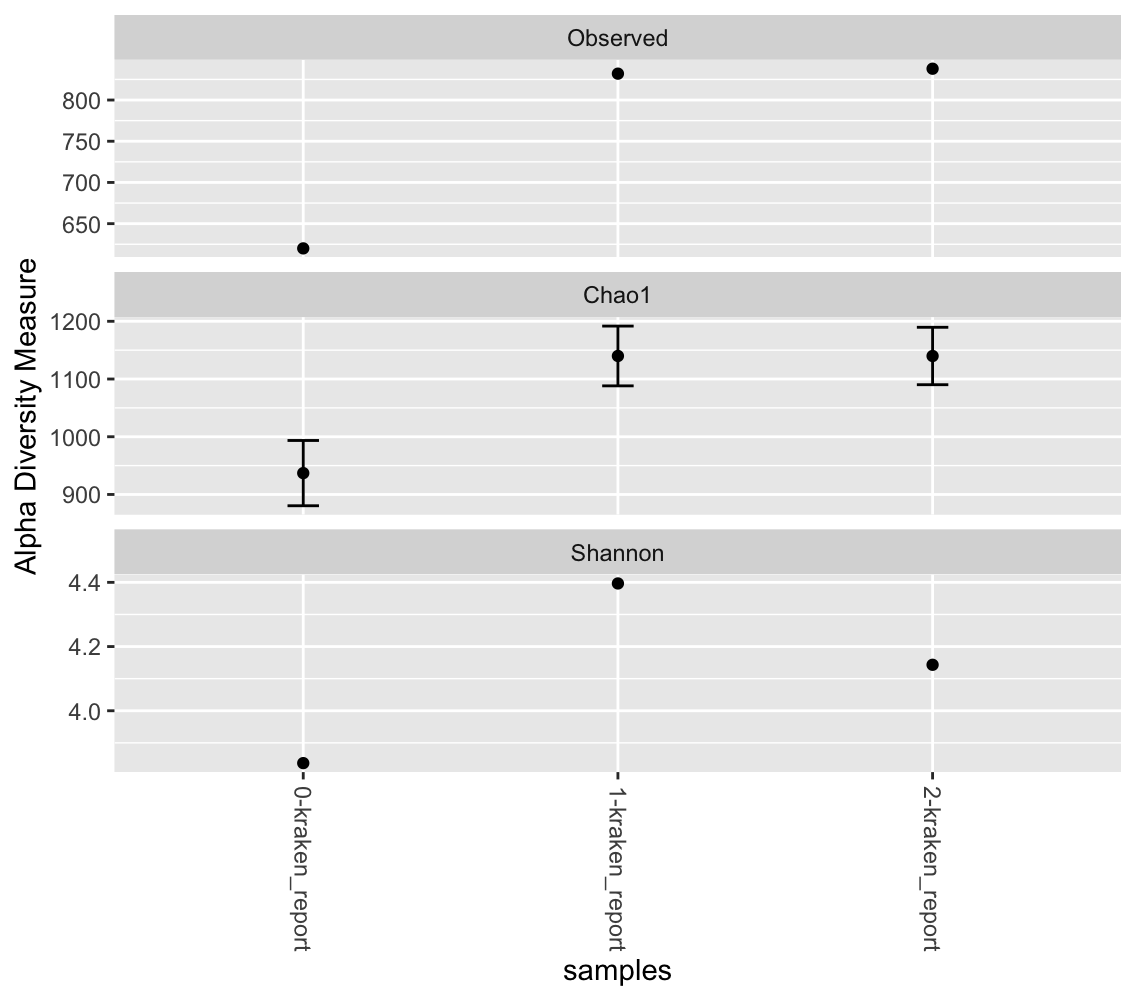 Observed
800
750
700
650
Chao1
1200
1100
1000
900
Shannon
4.4
4.2
4.0
Alpha Diversity Measure
0-kraken_report
1-kraken_report
2-kraken_report
samples